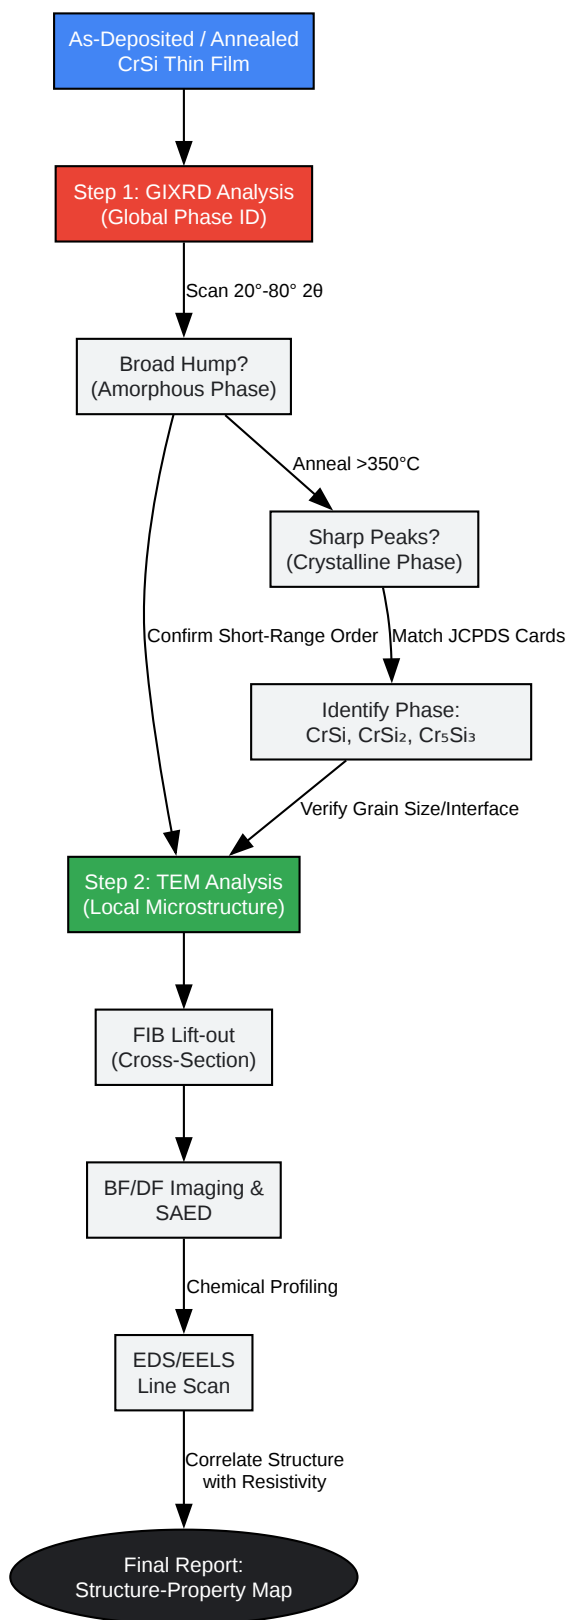 As-Deposited / Annealed
CrSi Thin Film
Step 1: GIXRD Analysis
(Global Phase ID)
Scan 20°-80° 2θ
Broad Hump?
(Amorphous Phase)
Anneal >350°C
Sharp Peaks?
(Crystalline Phase)
Confirm Short-Range Order
Match JCPDS Cards
Identify Phase:
CrSi, CrSi₂, Cr₅Si₃
Verify Grain Size/Interface
Step 2: TEM Analysis
(Local Microstructure)
FIB Lift-out
(Cross-Section)
BF/DF Imaging &
SAED
Chemical Profiling
EDS/EELS
Line Scan
Correlate Structure
with Resistivity
Final Report:
Structure-Property Map